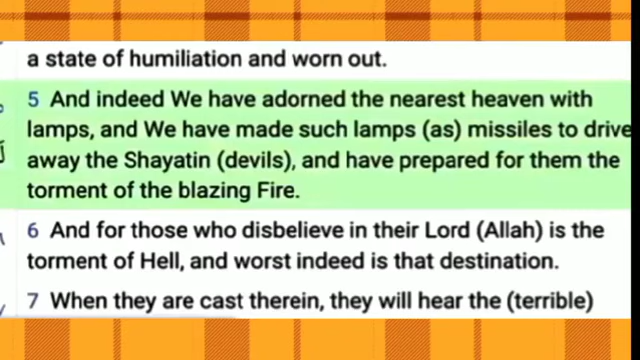 a state of humiliation and worn out.
5 And indeed We have adorned the nearest heaven with
lamps, and We have made such lamps (as) missiles to drive
away the Shayatin (devils), and have prepared for them the
torment of the blazing Fire.
6 And for those who disbelieve in their Lord (Allah) is the
torment of Hell, and worst indeed is that destination.
7 When they are cast therein, they will hear the (terrible)